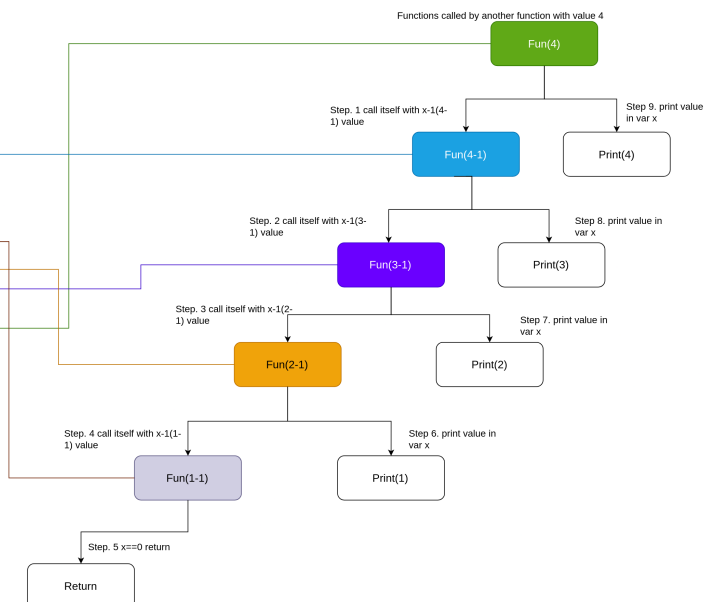 Functions called by another function with value 4
Fun(4)
Step. 1 call itself with x-1(4-
1) value
Step 9. print value
in var x
Fun(4-1)
Print(4)
Step. 2 call itself with x-1(3-
1) value
Step 8. print value in
var x
Fun(3-1)
Print(3)
Step. 3 call itself with x-1(2-
1) value
Step 7. print value in
var x
Fun(2-1)
Print(2)
Step. 4 call itself with x-1(1-
1) value
Step 6. print value in
var x
Fun(1-1)
Print(1)
Step. 5 x==0 return
Return